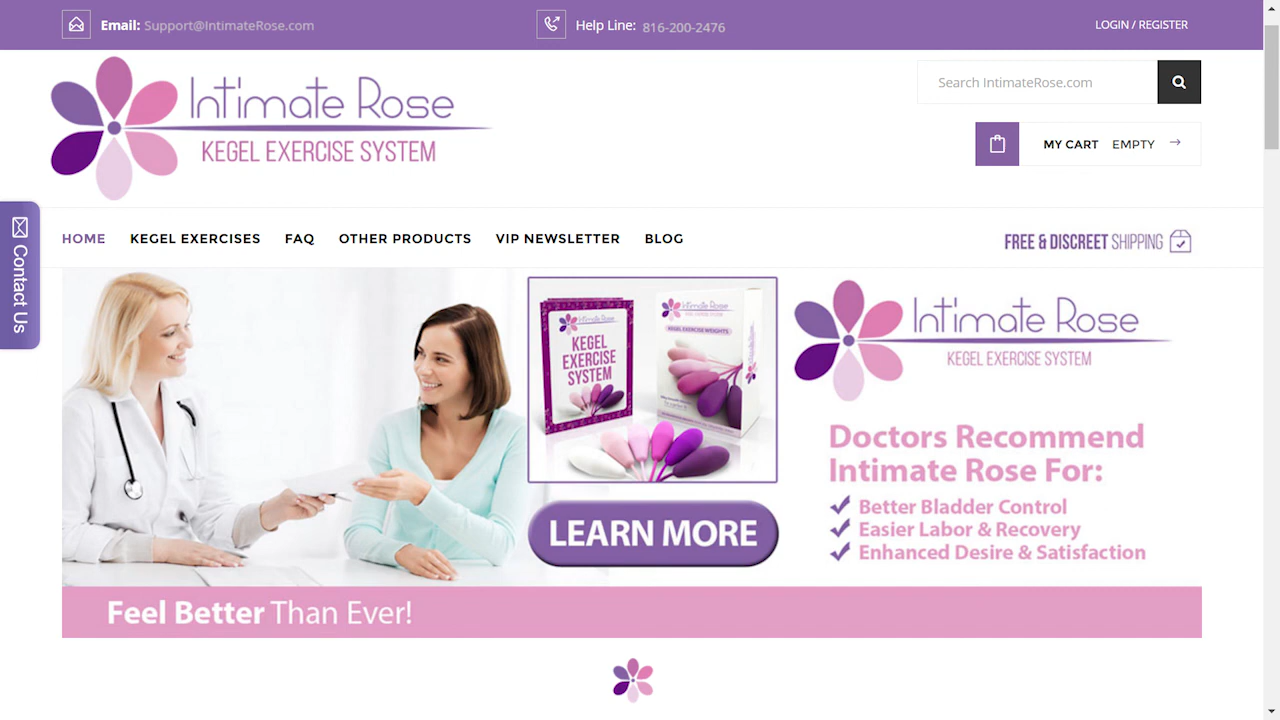 Email: Support@IntimateRose.com
Help Line: 816-200-2476
LOGIN / REGISTER
Intimate Rose
KEGEL EXERCISE SYSTEM
Search IntimateRose.com
MY CART EMPTY
Contact Us
HOME KEGEL EXERCISES FAQ OTHER PRODUCTS VIP NEWSLETTER BLOG
FREE & DISCREET SHIPPING
Intimate Rose
KEGEL
EXERCISE
SYSTEM
Intimate Rose
KEGEL EXERCISE WEIGHTS
LEARN MORE
Intimate Rose
KEGEL EXERCISE SYSTEM
Doctors Recommend
Intimate Rose For:
Better Bladder Control
Easier Labor & Recovery
Enhanced Desire & Satisfaction
Feel Better Than Ever!